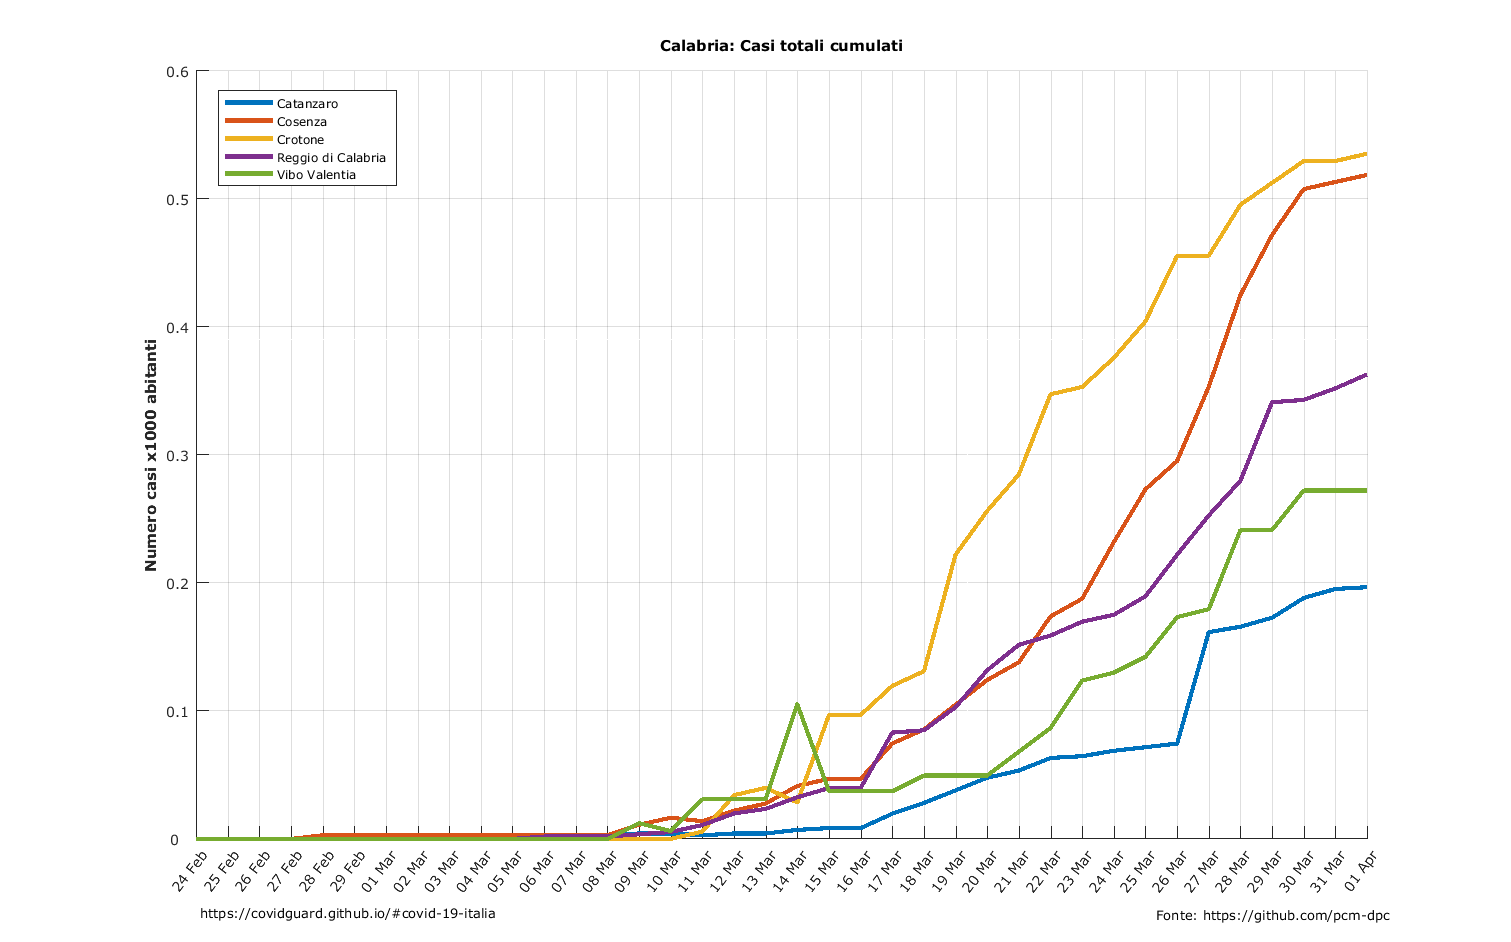 Calabria: Casi totali cumulati
0.6
0.5
0.4
0.3
0.2
0.1
0
Numero casi x1000 abitanti
Catanzaro
Cosenza
Crotone
Reggio di Calabria
Vibo Valentia
24 Feb
25 Feb
26 Feb
27 Feb
28 Feb
29 Feb
01 Mar
02 Mar
03 Mar
04 Mar
05 Mar
06 Mar
07 Mar
08 Mar
09 Mar
10 Mar
11 Mar
12 Mar
13 Mar
14 Mar
15 Mar
16 Mar
17 Mar
18 Mar
19 Mar
20 Mar
21 Mar
22 Mar
23 Mar
24 Mar
25 Mar
26 Mar
27 Mar
28 Mar
29 Mar
30 Mar
31 Mar
01 Apr
https://covidguard.github.io/#covid-19-italia
Fonte: https://github.com/pcm-dpc